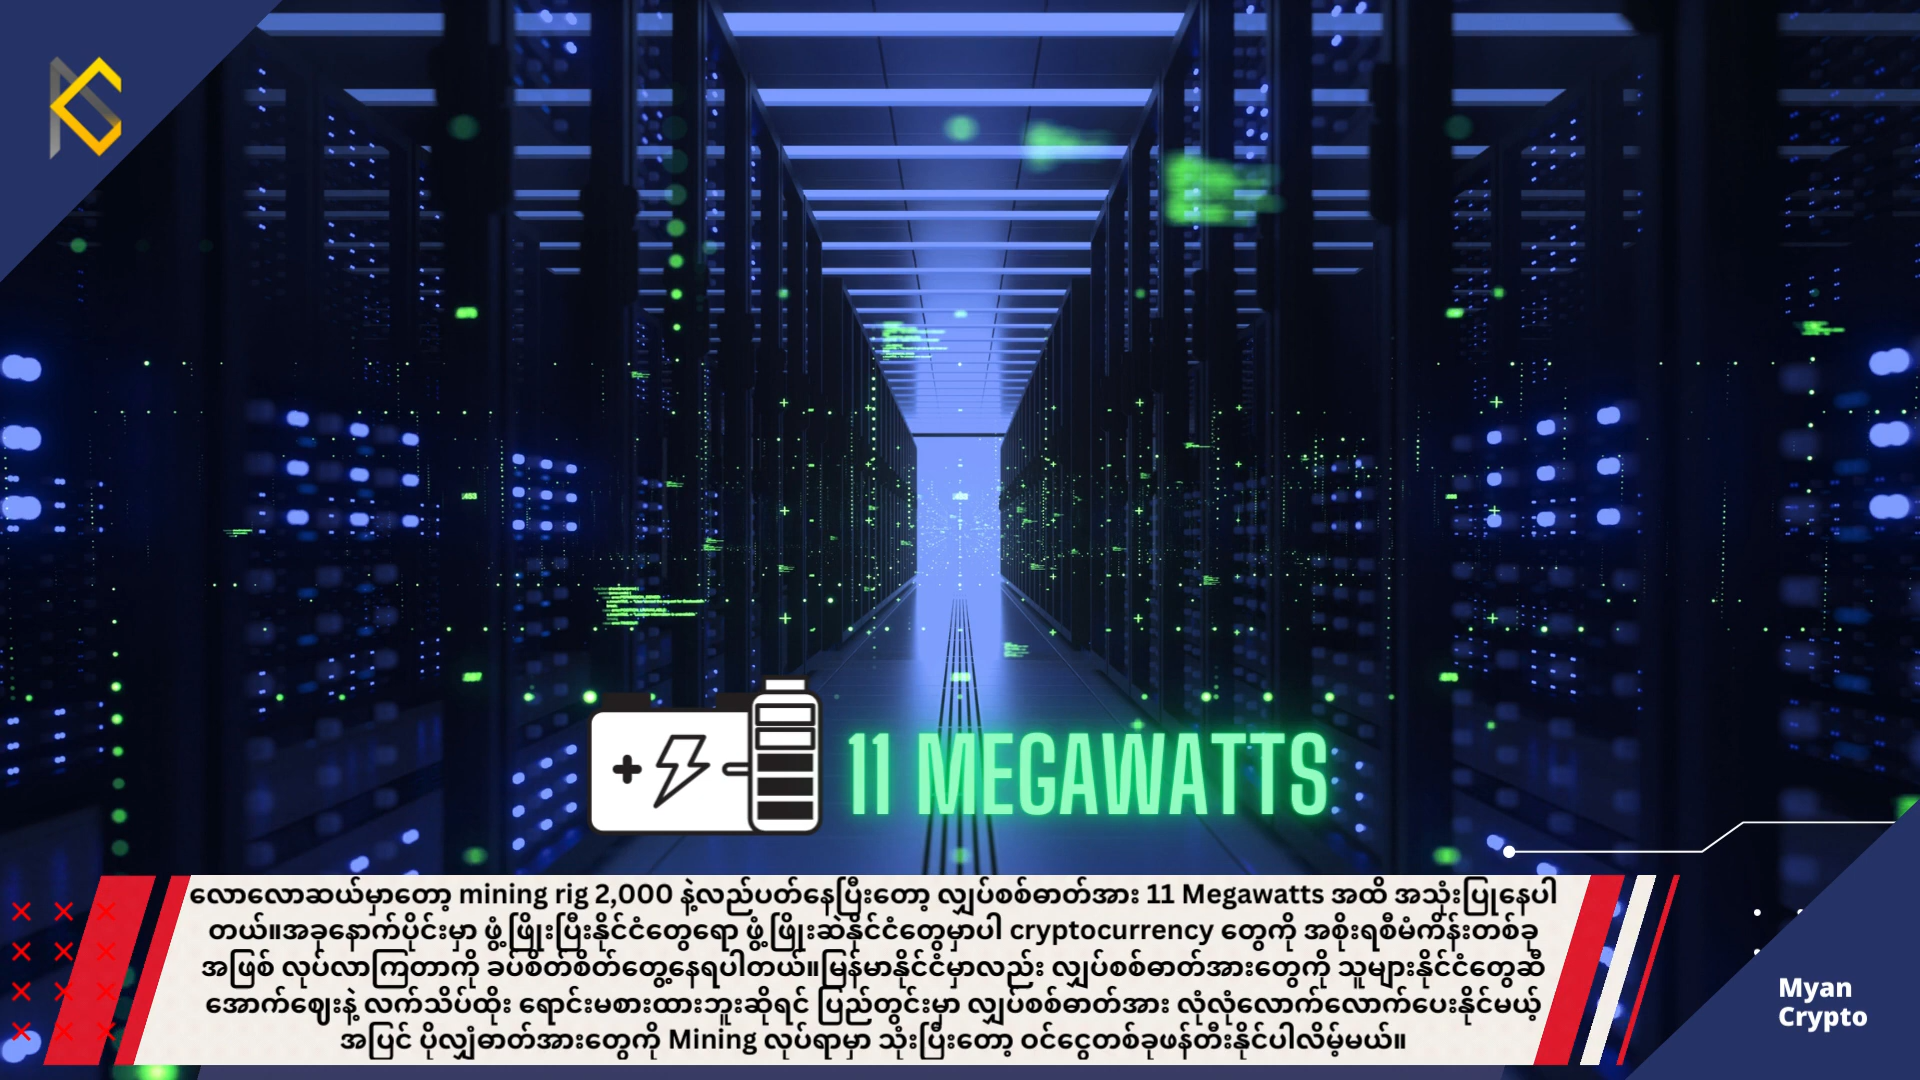 11 MEGAWATTS
လောလောဆယ်မှာတော့ mining rig 2,000 နဲ့လည်ပတ်နေပြီးတော့ လျှပ်စစ်ဓာတ်အား 11 Megawatts အထိ အသုံးပြုနေပါ
တယ်။အခုနောက်ပိုင်းမှာ ဖွံ့ဖြိုးပြီးနိုင်ငံတွေရော ဖွံ့ဖြိုးဆဲနိုင်ငံတွေမှာပါ cryptocurrency တွေကို အစိုးရစီမံကိန်းတစ်ခု
အဖြစ် လုပ်လာကြတာကို ခပ်စိတ်စိတ်တွေ့နေရပါတယ်။မြန်မာနိုင်ငံမှာလည်း လျှပ်စစ်ဓာတ်အားတွေကို သူများနိုင်ငံတွေဆီ
အောက်ဈေးနဲ့ လက်သိပ်ထိုး ရောင်းမစားထားဘူးဆိုရင် ပြည်တွင်းမှာ လျှပ်စစ်ဓာတ်အား လုံလုံလောက်လောက်ပေးနိုင်မယ့်
အပြင် ပိုလျှံဓာတ်အားတွေကို Mining လုပ်ရာမှာ သုံးပြီးတော့ ဝင်ငွေတစ်ခုဖန်တီးနိုင်ပါလိမ့်မယ်။
Myan
Crypto